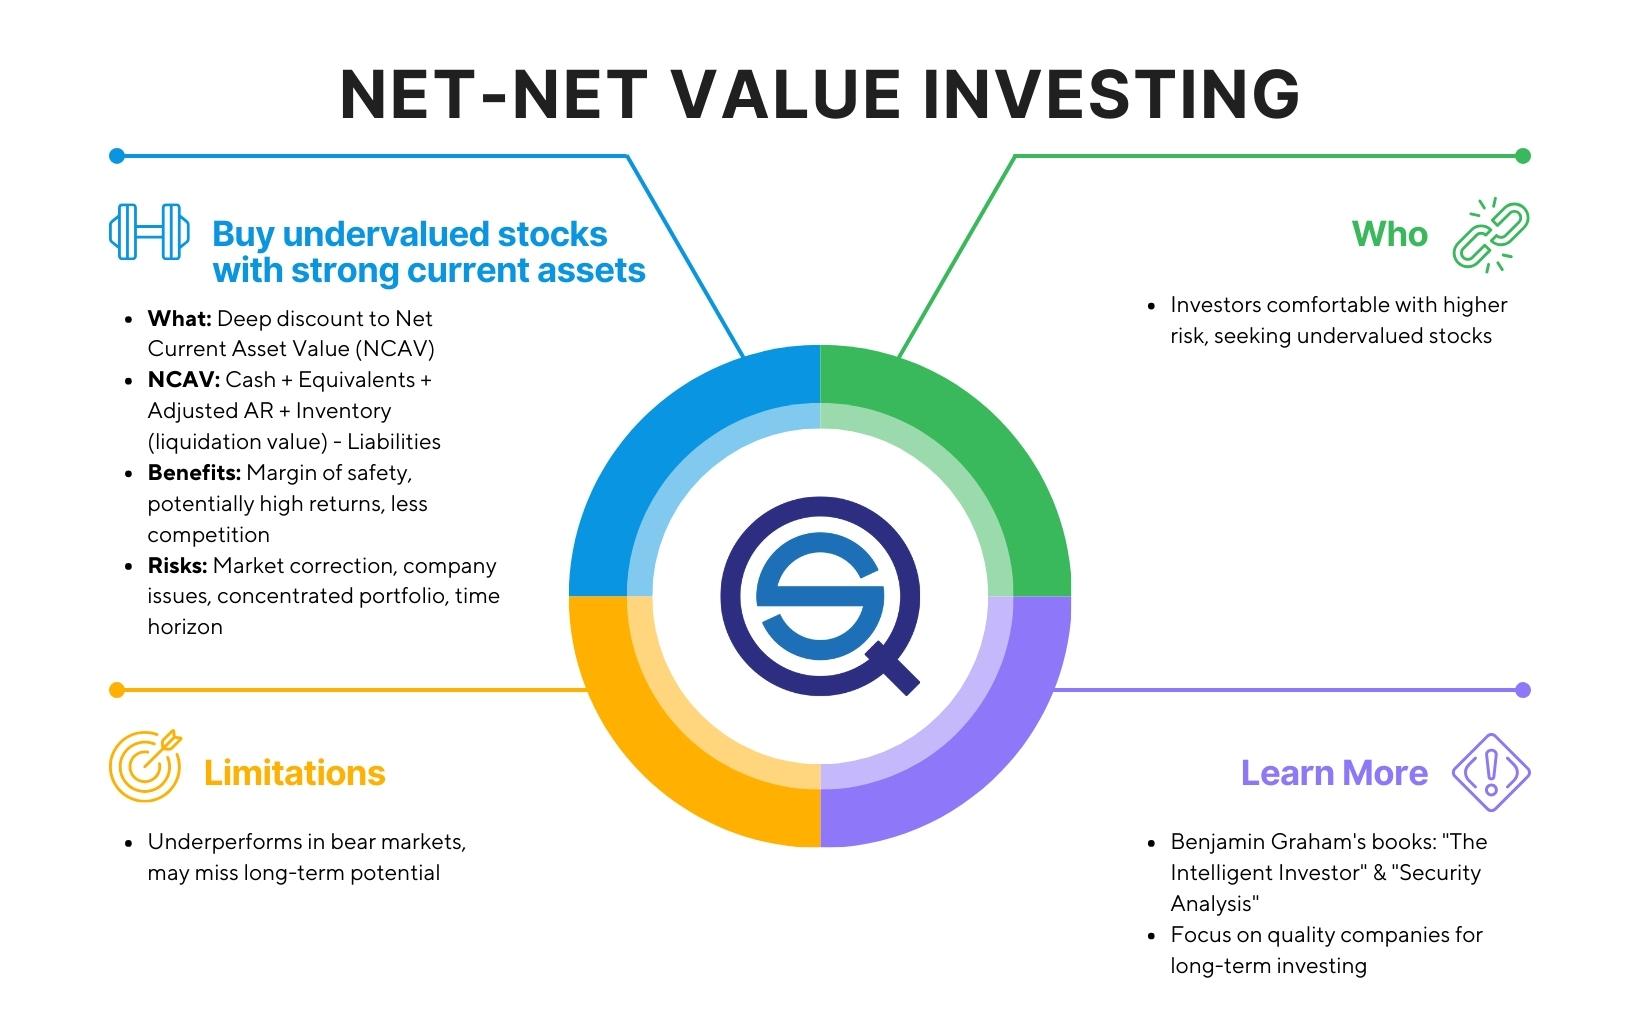 NET-NET VALUE INVESTING
Buy undervalued stocks
with strong current assets
• What: Deep discount to Net
Current Asset Value (NCAV)
• NCAV: Cash + Equivalents +
Adjusted AR + Inventory
(liquidation value) - Liabilities
• Benefits: Margin of safety,
potentially high returns, less
competition
• Risks: Market correction, company
issues, concentrated portfolio, time
horizon
Who
• Investors comfortable with higher
risk, seeking undervalued stocks
Limitations
• Underperforms in bear markets,
may miss long-term potential
Learn More
• Benjamin Graham's books: "The
Intelligent Investor" & "Security
Analysis"
• Focus on quality companies for
long-term investing